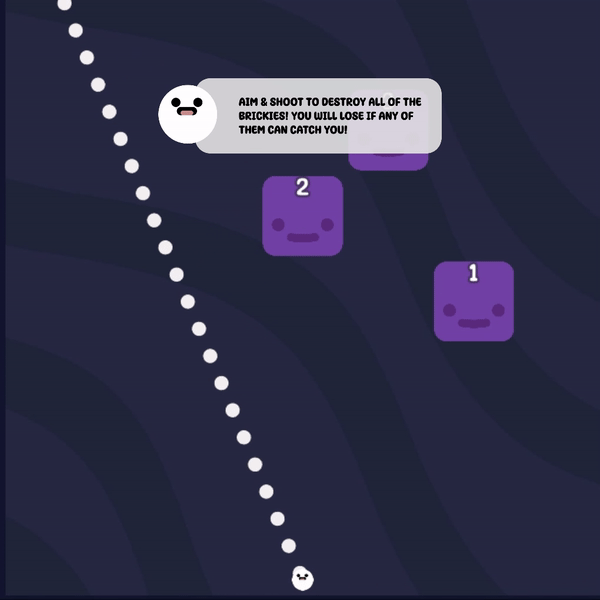 AIM & SHOOT TO DESTROY ALL OF THE
BRICKIES! YOU WILL LOSE IF ANY OF
THEM CAN CATCH YOU!
2
1